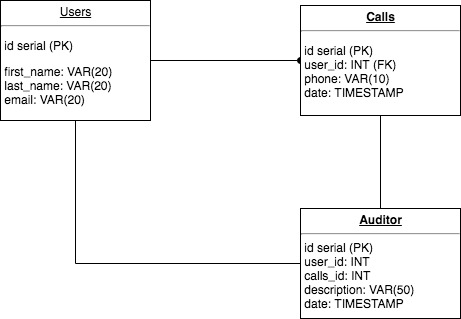 Users
id serial (PK)
first_name: VAR(20)
last_name: VAR(20)
email: VAR(20)
Calls
id serial (PK)
user_id: INT (FK)
phone: VAR(10)
date: TIMESTAMP
Auditor
id serial (PK)
user_id: INT
calls_id: INT
description: VAR(50)
date: TIMESTAMP